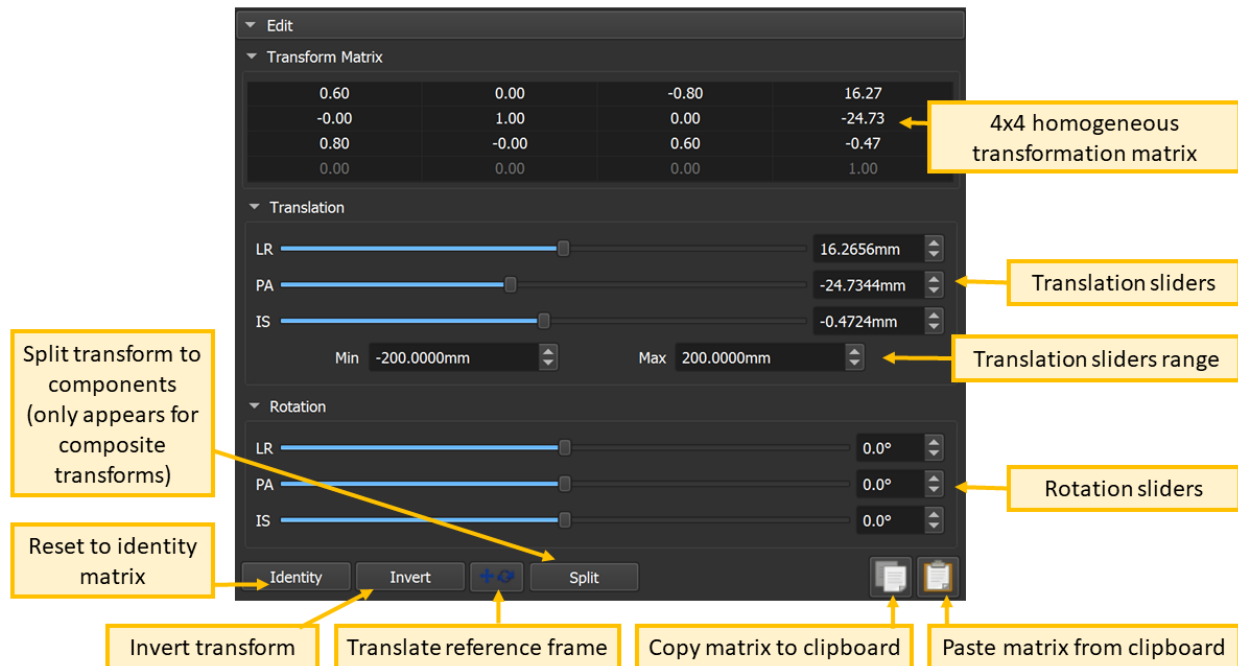 Edit
Transform Matrix
0.60 0.00 -0.80 16.27
-0.00 1.00 0.00 -24.73
0.80 -0.00 0.60 -0.47
0.00 0.00 0.00 1.00
4x4 homogeneous
transformation matrix
Translation
LR 16.2656mm
PA -24.7344mm
Translation sliders
IS -0.4724mm
Min -200.0000mm Max 200.0000mm
Translation sliders range
Split transform to
components
(only appears for
composite
transforms)
Rotation
LR 0.0°
PA 0.0°
Rotation sliders
IS 0.0°
Reset to identity
matrix
Identity Invert Split
Invert transform
Translate reference frame
Copy matrix to clipboard
Paste matrix from clipboard